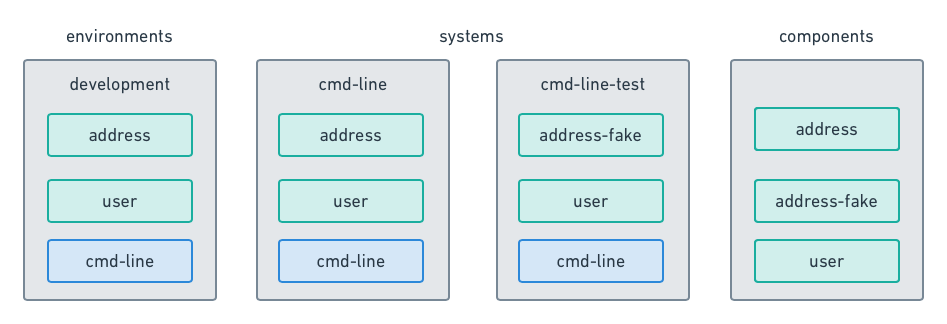 environments
systems
components
development
address
user
cmd-line
cmd-line
address
user
cmd-line
cmd-line-test
address-fake
user
cmd-line
address
address-fake
user